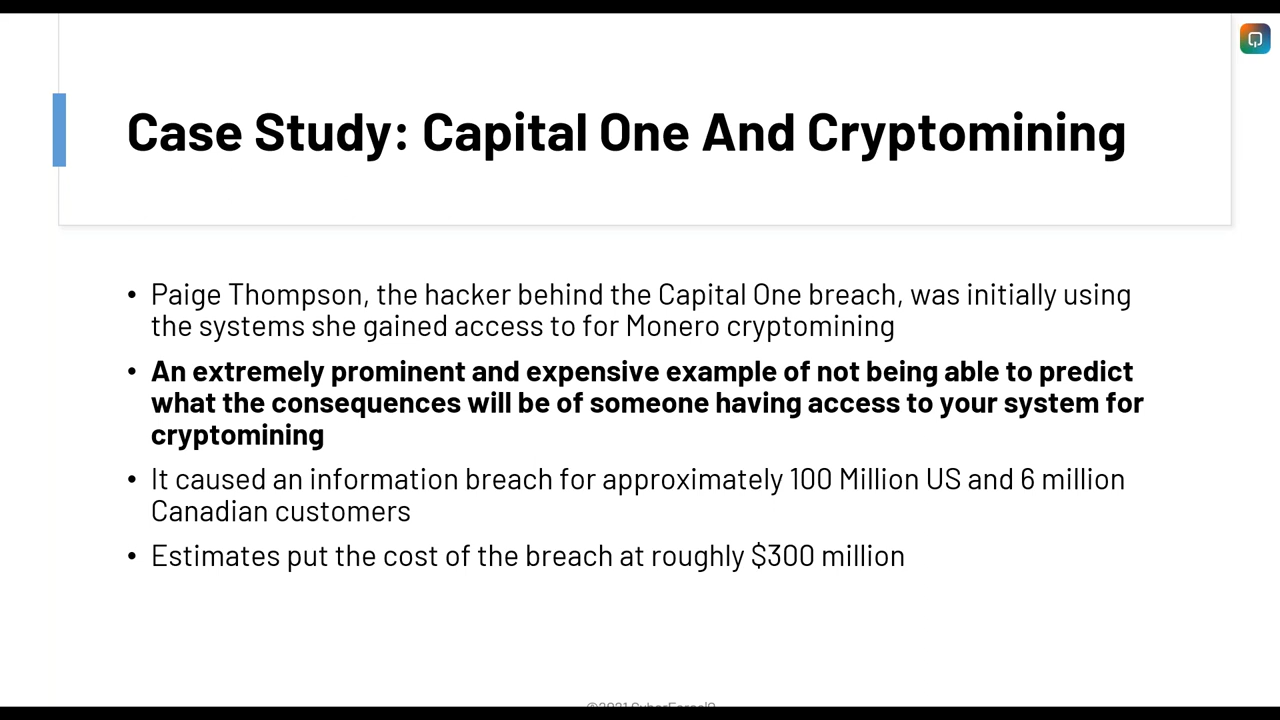 Case Study: Capital One And Cryptomining
• Paige Thompson, the hacker behind the Capital One breach, was initially using
the systems she gained access to for Monero cryptomining
• An extremely prominent and expensive example of not being able to predict
what the consequences will be of someone having access to your system for
cryptomining
• It caused an information breach for approximately 100 Million US and 6 million
Canadian customers
• Estimates put the cost of the breach at roughly $300 million